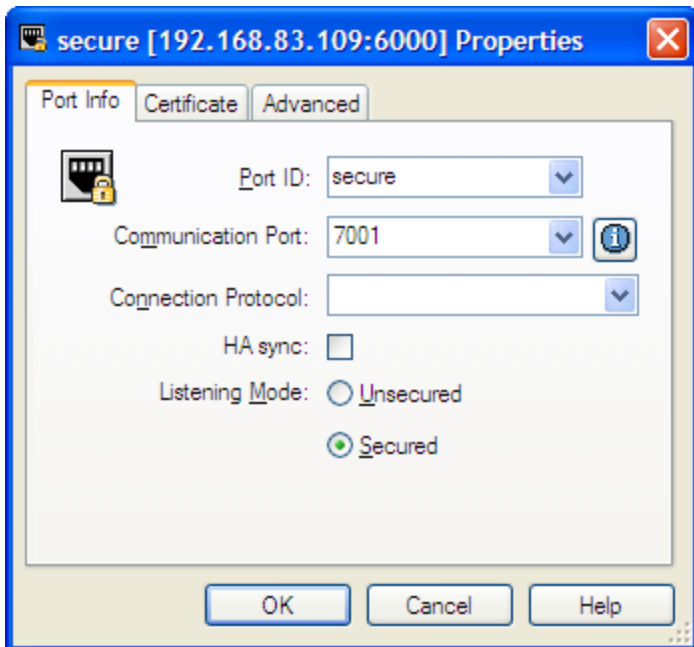 secure [192.168.83.109:6000] Properties
Port Info Certificate Advanced
Port ID: secure
Communication Port: 7001
Connection Protocol:
HA sync:
Listening Mode: Unsecured
Secured
OK Cancel Help